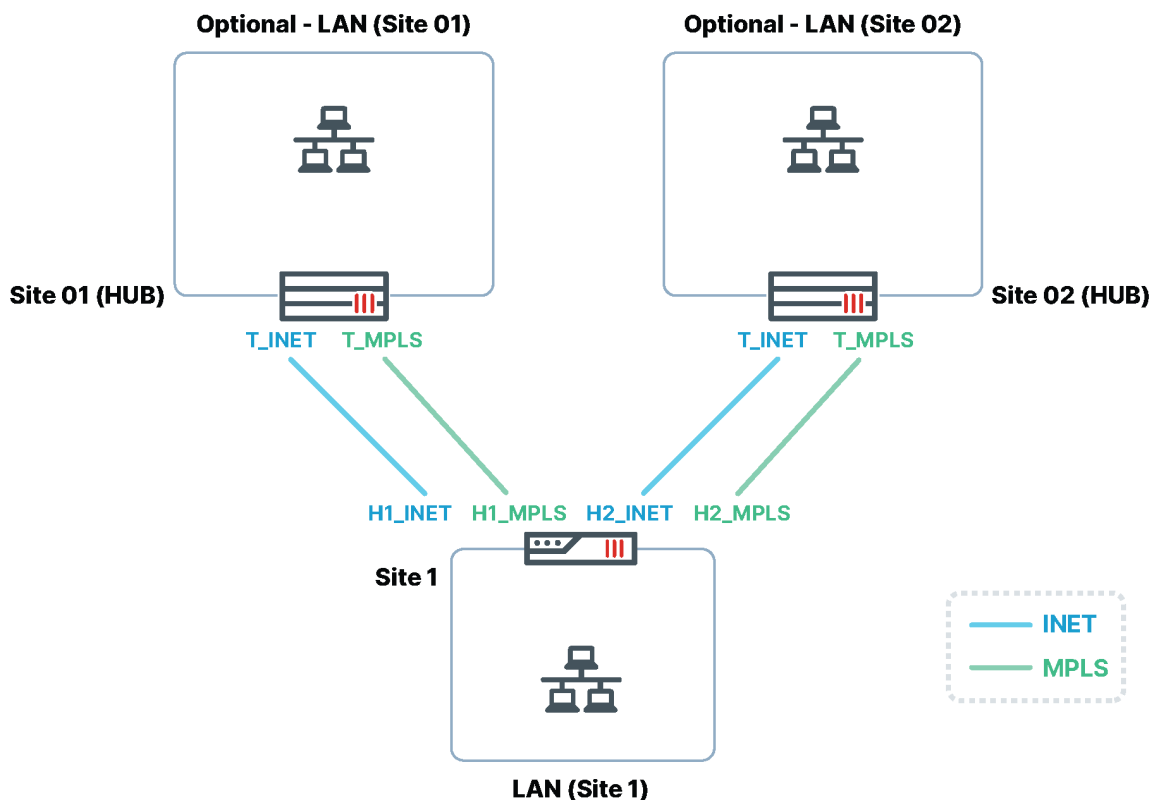 Optional - LAN (Site 01)
Optional - LAN (Site 02)
Site 01 (HUB)
Site 02 (HUB)
T_INET
T_MPLS
T_INET
T_MPLS
H1_INET
H1_MPLS
H2_INET
H2_MPLS
Site 1
INET
MPLS
LAN (Site 1)